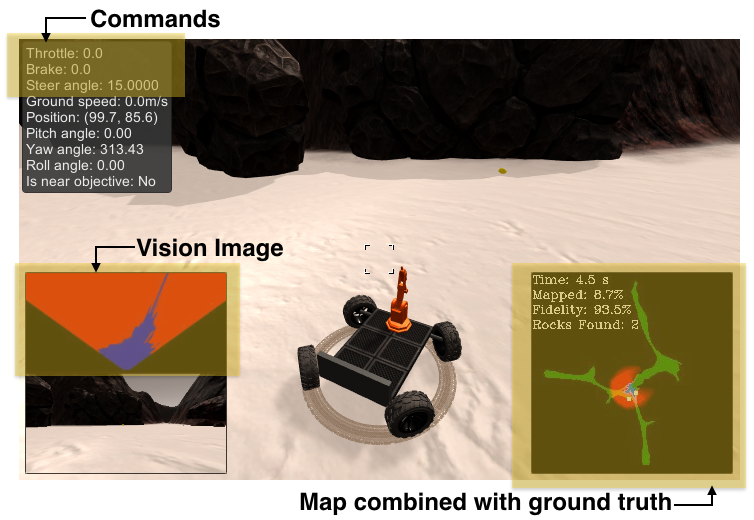 Commands
Throttle: 0.0
Brake: 0.0
Steer angle: 15.0000
Ground speed: 0.0m/s
Position: (99.7, 85.6)
Pitch angle: 0.00
Yaw angle: 313.43
Roll angle: 0.00
Is near objective: No
Vision Image
Time: 4.5 s
Mapped: 8.7%
Fidelity: 93.5%
Rocks Found: 2
Map combined with ground truth